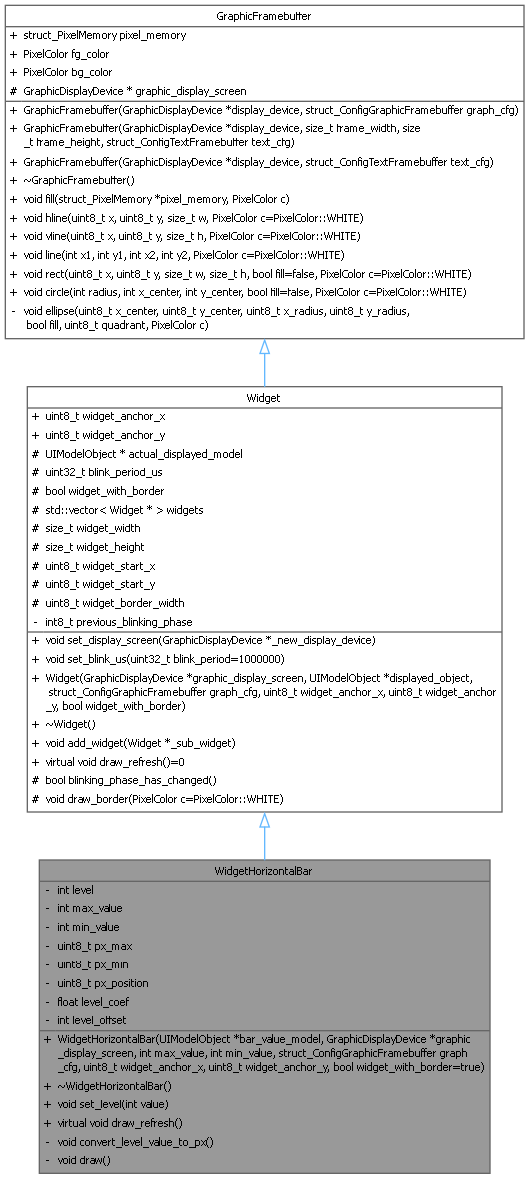 GraphicFramebuffer
+ struct_PixelMemory pixel_memory
+ PixelColor fg_color
+ PixelColor bg_color
# GraphicDisplayDevice * graphic_display_screen
+ GraphicFramebuffer(GraphicDisplayDevice *display_device, struct_ConfigGraphicFramebuffer graph_cfg)
+ GraphicFramebuffer(GraphicDisplayDevice *display_device, size_t frame_width, size
_t frame_height, struct_ConfigTextFramebuffer text_cfg)
+ GraphicFramebuffer(GraphicDisplayDevice *display_device, struct_ConfigTextFramebuffer text_cfg)
+ ~GraphicFramebuffer()
+ void fill(struct_PixelMemory *pixel_memory, PixelColor c)
+ void hline(uint8_t x, uint8_t y, size_t w, PixelColor c=PixelColor::WHITE)
+ void vline(uint8_t x, uint8_t y, size_t h, PixelColor c=PixelColor::WHITE)
+ void line(int x1, int y1, int x2, int y2, PixelColor c=PixelColor::WHITE)
+ void rect(uint8_t x, uint8_t y, size_t w, size_t h, bool fill=false, PixelColor c=PixelColor::WHITE)
+ void circle(int radius, int x_center, int y_center, bool fill=false, PixelColor c=PixelColor::WHITE)
- void ellipse(uint8_t x_center, uint8_t y_center, uint8_t x_radius, uint8_t y_radius,
bool fill, uint8_t quadrant, PixelColor c)
Widget
+ uint8_t widget_anchor_x
+ uint8_t widget_anchor_y
# UIModelObject * actual_displayed_model
# uint32_t blink_period_us
# bool widget_with_border
# std::vector< Widget * > widgets
# size_t widget_width
# size_t widget_height
# uint8_t widget_start_x
# uint8_t widget_start_y
# uint8_t widget_border_width
- int8_t previous_blinking_phase
+ void set_display_screen(GraphicDisplayDevice *_new_display_device)
+ void set_blink_us(uint32_t blink_period=1000000)
+ Widget(GraphicDisplayDevice *graphic_display_screen, UIModelObject *displayed_object,
struct_ConfigGraphicFramebuffer graph_cfg, uint8_t widget_anchor_x, uint8_t widget_anchor
_y, bool widget_with_border)
+ ~Widget()
+ void add_widget(Widget *_sub_widget)
+ virtual void draw_refresh()=0
# bool blinking_phase_has_changed()
# void draw_border(PixelColor c=PixelColor::WHITE)
WidgetHorizontalBar
- int level
- int max_value
- int min_value
- uint8_t px_max
- uint8_t px_min
- uint8_t px_position
- float level_coef
- int level_offset
+ WidgetHorizontalBar(UIModelObject *bar_value_model, GraphicDisplayDevice *graphic
_display_screen, int max_value, int min_value, struct_ConfigGraphicFramebuffer graph
_cfg, uint8_t widget_anchor_x, uint8_t widget_anchor_y, bool widget_with_border=true)
+ ~WidgetHorizontalBar()
+ void set_level(int value)
+ virtual void draw_refresh()
- void convert_level_value_to_px()
- void draw()